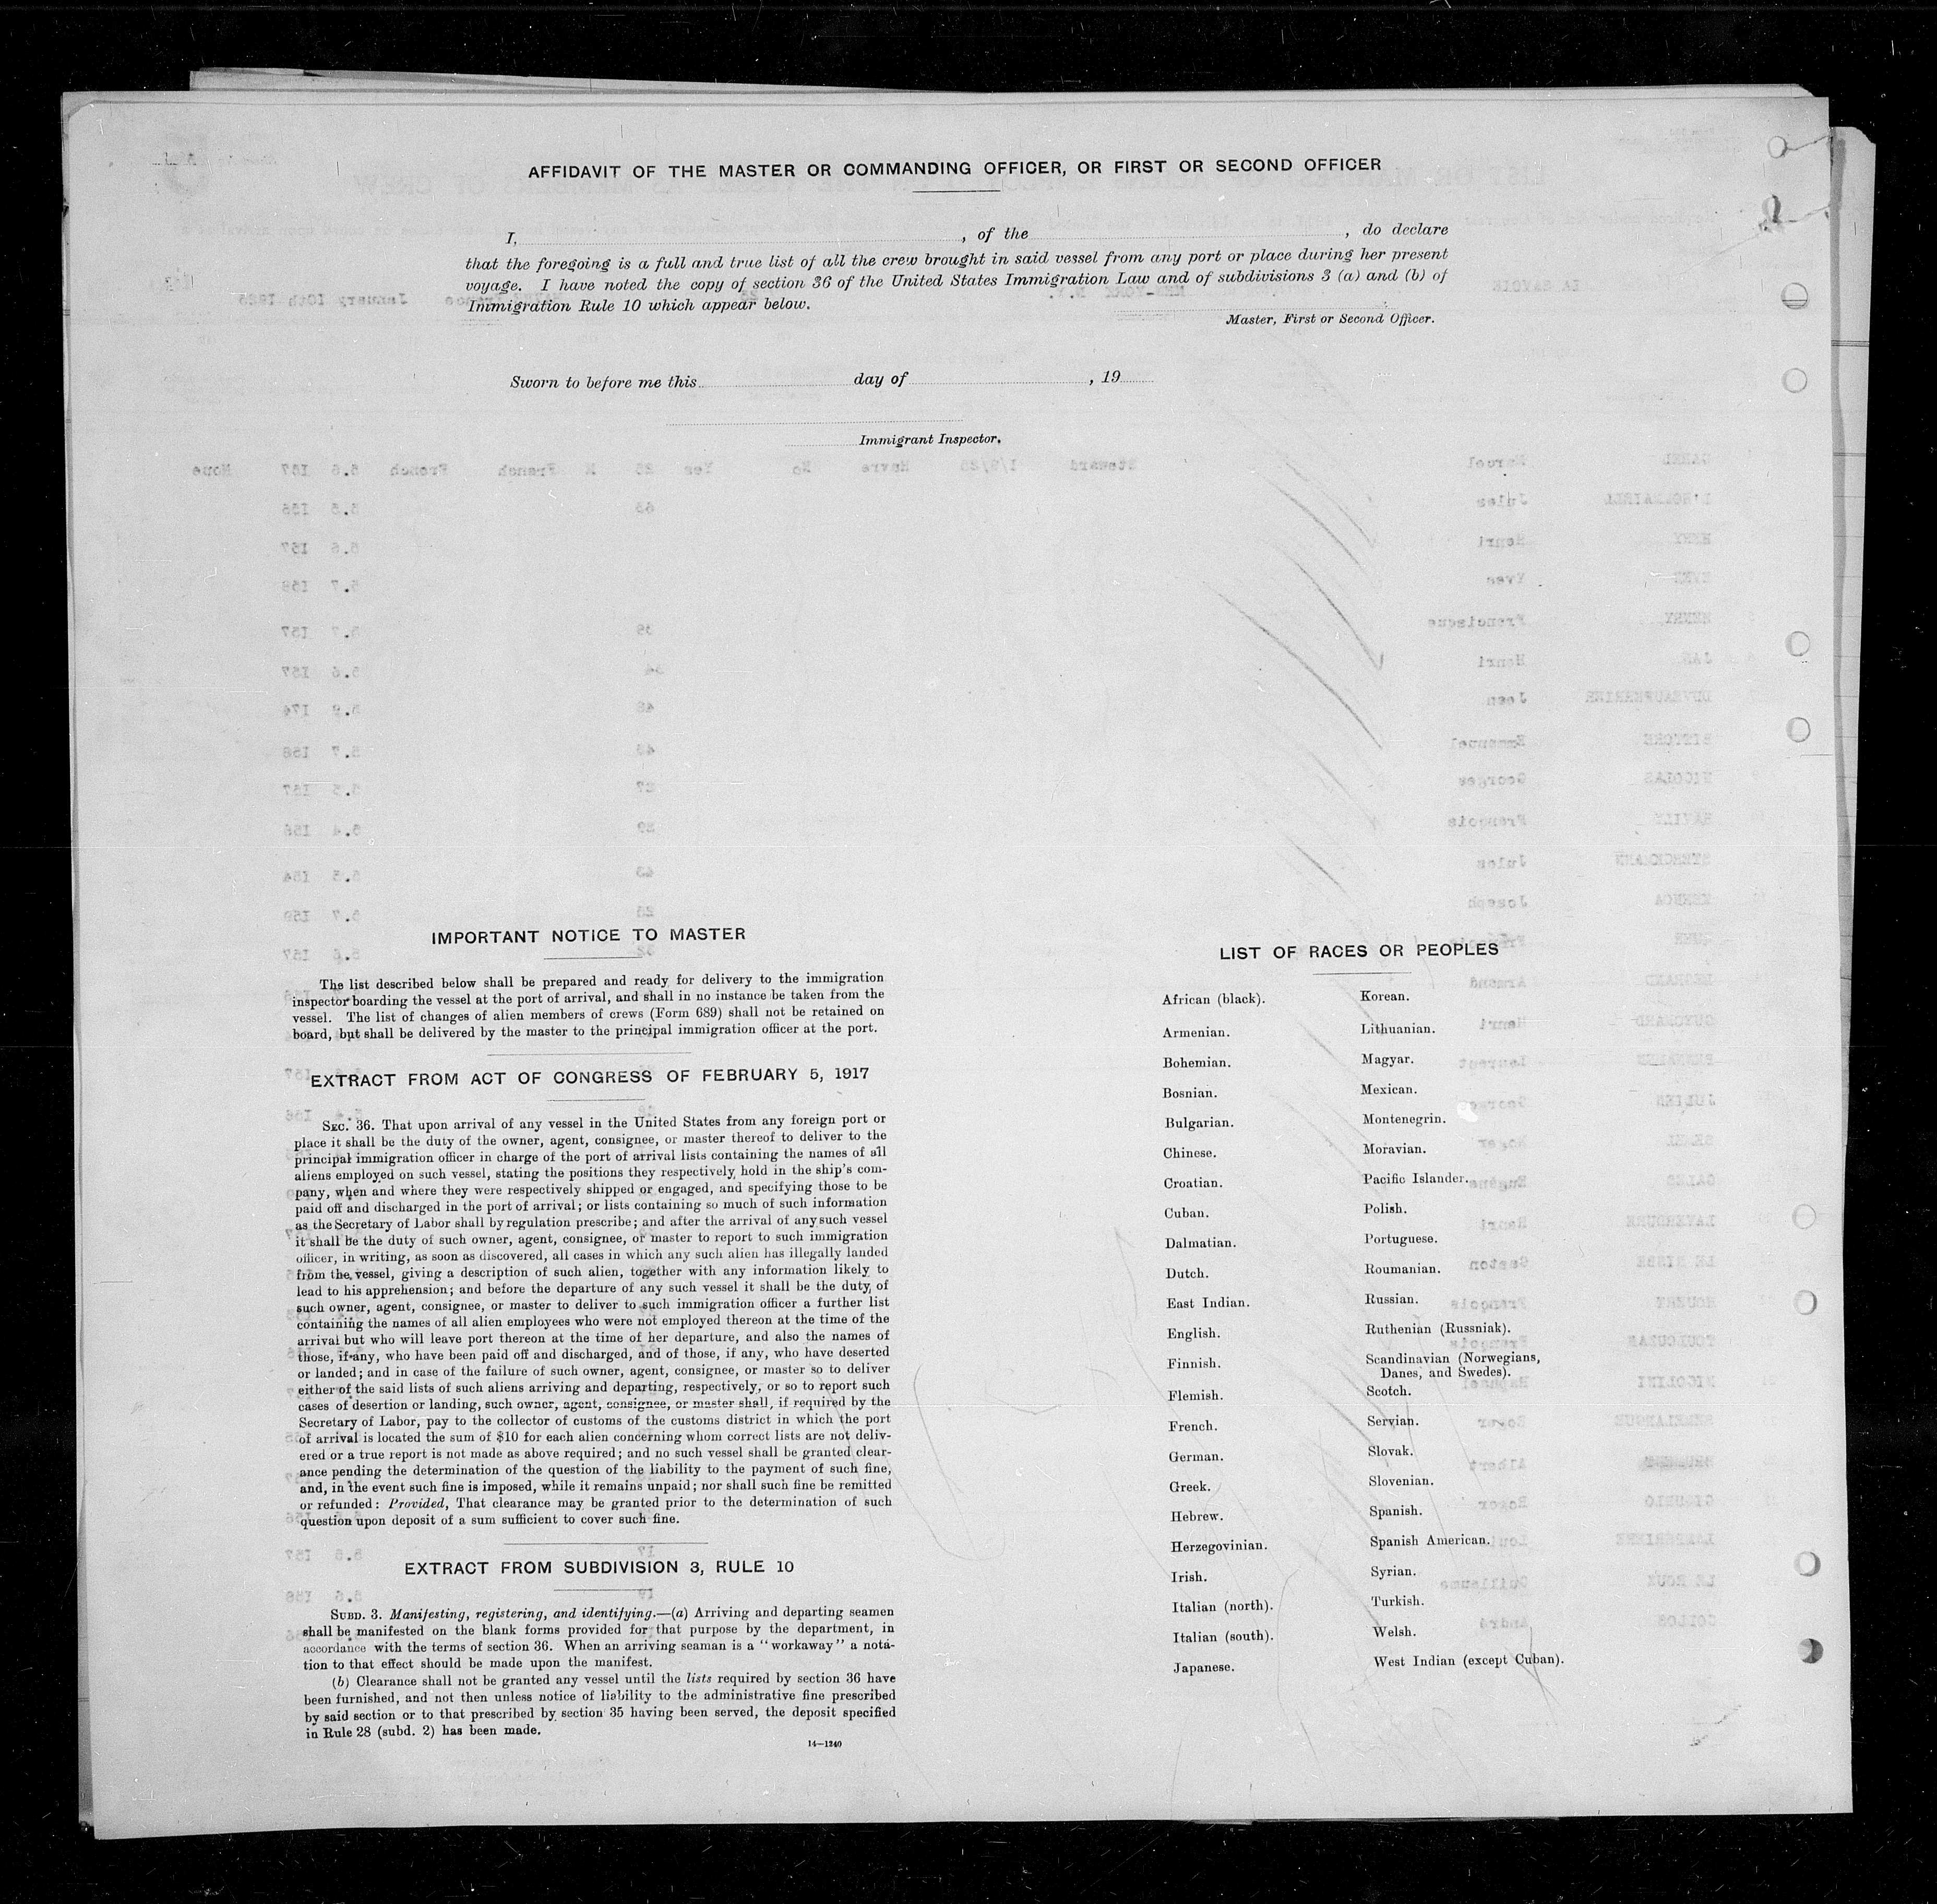 AFFIDAVIT OF THE MASTER OR COMMANDING OFFICER, OR FIRST OR SECOND OFFICER
I, , of the , do declare
that the foregoing is a full and true list of all the crew brought in said vessel from any port or place during her present
voyage. I have noted the copy of section 36 of the United States Immigration Law and of subdivisions 3 (a) and (b) of
Immigration Rule 10 which appear below.
Master, First or Second Officer.
Sworn to before me this day of , 19
Immigrant Inspector.
IMPORTANT NOTICE TO MASTER
The list described below shall be prepared and ready for delivery to the immigration
inspector boarding the vessel at the port of arrival, and shall in no instance be taken from the
vessel. The list of changes of alien members of crews (Form 689) shall not be retained on
board, but shall be delivered by the master to the principal immigration officer at the port.
EXTRACT FROM ACT OF CONGRESS OF FEBRUARY 5, 1917
SEC. 36. That upon arrival of any vessel in the United States from any foreign port or
place it shall be the duty of the owner, agent, consignee, or master thereof to deliver to the
principal immigration officer in charge of the port of arrival lists containing the names of all
aliens employed on such vessel, stating the positions they respectively hold in the ship's com-
pany, when and where they were respectively shipped or engaged, and specifying those to be
paid off and discharged in the port of arrival; or lists containing so much of such information
as the Secretary of Labor shall by regulation prescribe; and after the arrival of any such vessel
it shall be the duty of such owner, agent, consignee, or master to report to such immigration
officer, in writing, as soon as discovered, all cases in which any such alien has illegally landed
from the vessel, giving a description of such alien, together with any information likely to
lead to his apprehension; and before the departure of any such vessel it shall be the duty of
such owner, agent, consignee, or master to deliver to such immigration officer a further list
containing the names of all alien employees who were not employed thereon at the time of the
arrival but who will leave port thereon at the time of her departure, and also the names of
those, if any, who have been paid off and discharged, and of those, if any, who have deserted
or landed; and in case of the failure of such owner, agent, consignee, or master so to deliver
either of the said lists of such aliens arriving and departing, respectively, or so to report such
cases of desertion or landing, such owner, agent, consignee, or master shall, if required by the
Secretary of Labor, pay to the collector of customs of the customs district in which the port
of arrival is located the sum of $10 for each alien concerning whom correct lists are not deliv-
ered or a true report is not made as above required; and no such vessel shall be granted clear-
ance pending the determination of the question of the liability to the payment of such fine,
and, in the event such fine is imposed, while it remains unpaid; nor shall such fine be remitted
or refunded: Provided, That clearance may be granted prior to the determination of such
question upon deposit of a sum sufficient to cover such fine.
EXTRACT FROM SUBDIVISION 3, RULE 10
SUBD. 3. Manifesting, registering, and identifying.—(a) Arriving and departing seamen
shall be manifested on the blank forms provided for that purpose by the department, in
accordance with the terms of section 36. When an arriving seaman is a "workaway" a nota-
tion to that effect should be made upon the manifest.
(b) Clearance shall not be granted any vessel until the lists required by section 36 have
been furnished, and not then unless notice of liability to the administrative fine prescribed
by said section or to that prescribed by section 35 having been served, the deposit specified
in Rule 28 (subd. 2) has been made.
14—1240
LIST OF RACES OR PEOPLES
African (black).
Armenian.
Bohemian.
Bosnian.
Bulgarian.
Chinese.
Croatian.
Cuban.
Dalmatian.
Dutch.
East Indian.
English.
Finnish.
Flemish.
French.
German.
Greek.
Hebrew.
Herzegovinian.
Irish.
Italian (north).
Italian (south).
Japanese.
Korean.
Lithuanian.
Magyar.
Mexican.
Montenegrin.
Moravian.
Pacific Islander.
Polish.
Portuguese.
Roumanian.
Russian.
Ruthenian (Russniak).
Scandinavian (Norwegians,
Danes, and Swedes).
Scotch.
Servian.
Slovak.
Slovenian.
Spanish.
Spanish American.
Syrian.
Turkish.
Welsh.
West Indian (except Cuban).